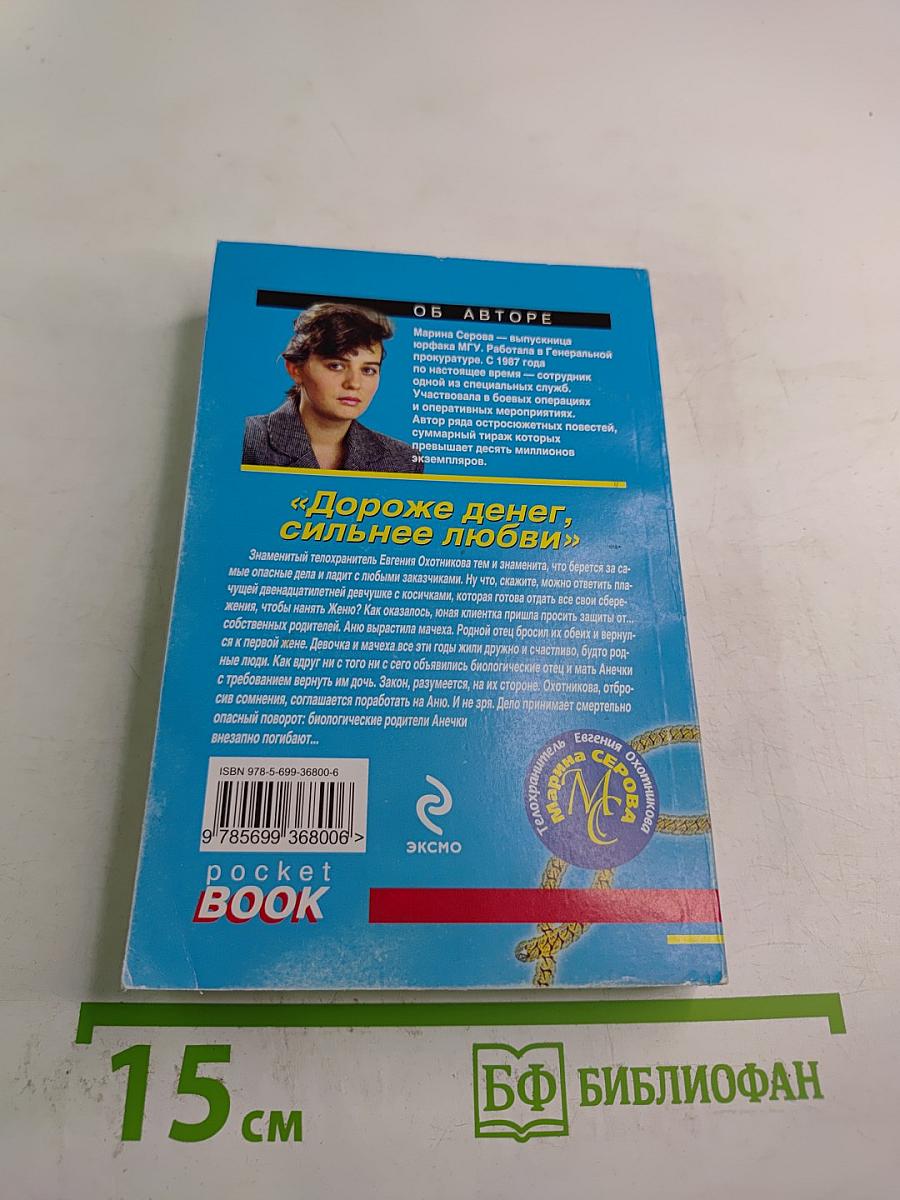 ОБ АВТОРЕ
Марина Серова — выпускница
юрфака МГУ. Работала в Генеральной
прокуратуре. С 1987 года
по настоящее время — сотрудник
одной из специальных служб.
Участвовала в боевых операциях
и оперативных мероприятиях.
Автор ряда остросюжетных повестей,
суммарный тираж которых
превышает десять миллионов
экземпляров.
«Дороже денег,
сильнее любви»
Знаменитый телохранитель Евгения Охотникова тем и знаменита, что берется за са-
мые опасные дела и ладит с любыми заказчиками. Ну что, скажите, можно ответить пла-
чущей двенадцатилетней девчушке с косичками, которая готова отдать все свои сбере-
жения, чтобы нанять Женю? Как оказалось, юная клиентка пришла просить защиты от...
собственных родителей. Аню вырастила мачеха. Родной отец бросил их обеих и вернул-
ся к первой жене. Девочка и мачеха все эти годы жили дружно и счастливо, будто род-
ные люди. Как вдруг ни с того ни с сего объявились биологические отец и мать Анечки
с требованием вернуть им дочь. Закон, разумеется, на их стороне. Охотникова, отбро-
сив сомнения, соглашается поработать на Аню. И не зря. Дело принимает смертельно
опасный поворот: биологические родители Анечки
внезапно погибают...
ISBN 978-5-699-36800-6
9 785699 368006 >
ЭКСМО
Телохранитель Евгения Охотникова
Марина СЕРОВА
МС
pocket
BOOK
15 см
БФ БИБЛИОФАН